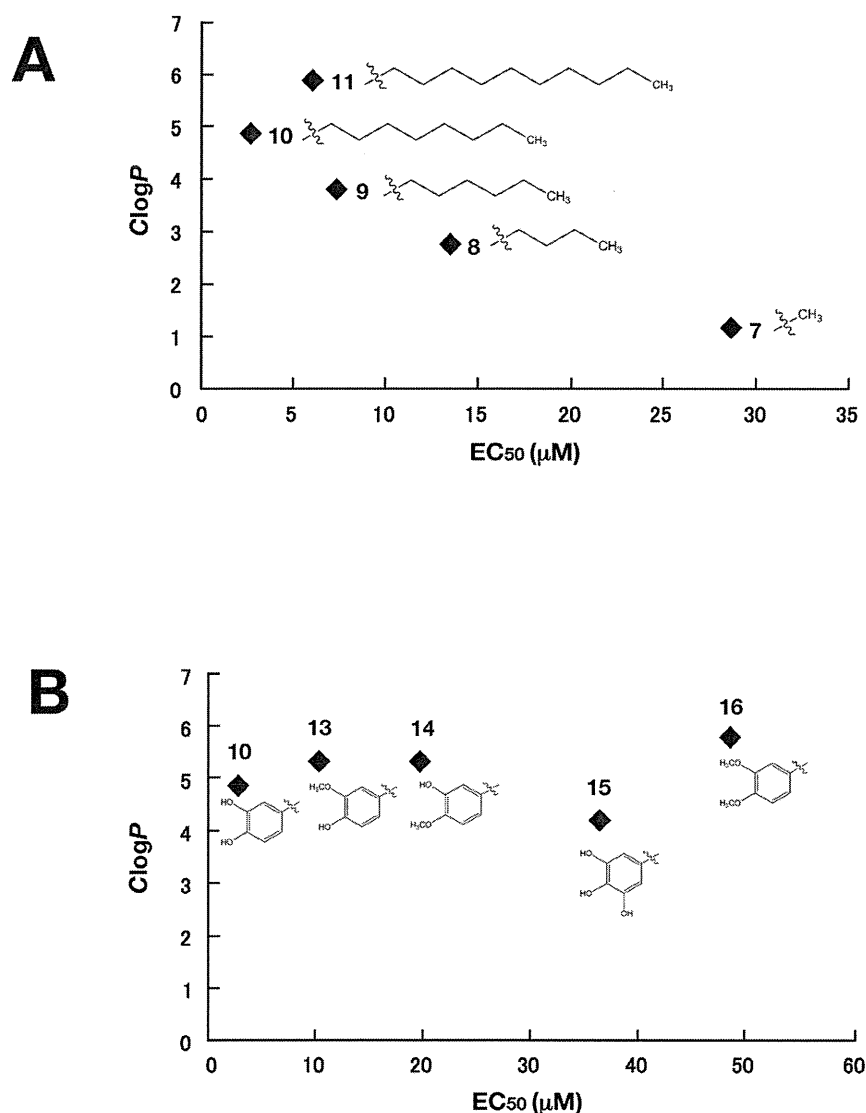 A
7
6
5
4
3
2
1
0
ClogP
11
CH₃
10
CH₃
9
CH₃
8
CH₃
7
CH₃
0 5 10 15 20 25 30 35
EC₅₀ (μM)
B
7
6
5
4
3
2
1
0
ClogP
10
HO
HO
13
H₃CO
HO
14
HO
H₃CO
15
HO
HO
OH
16
H₃CO
H₃CO
0 10 20 30 40 50 60
EC₅₀ (μM)